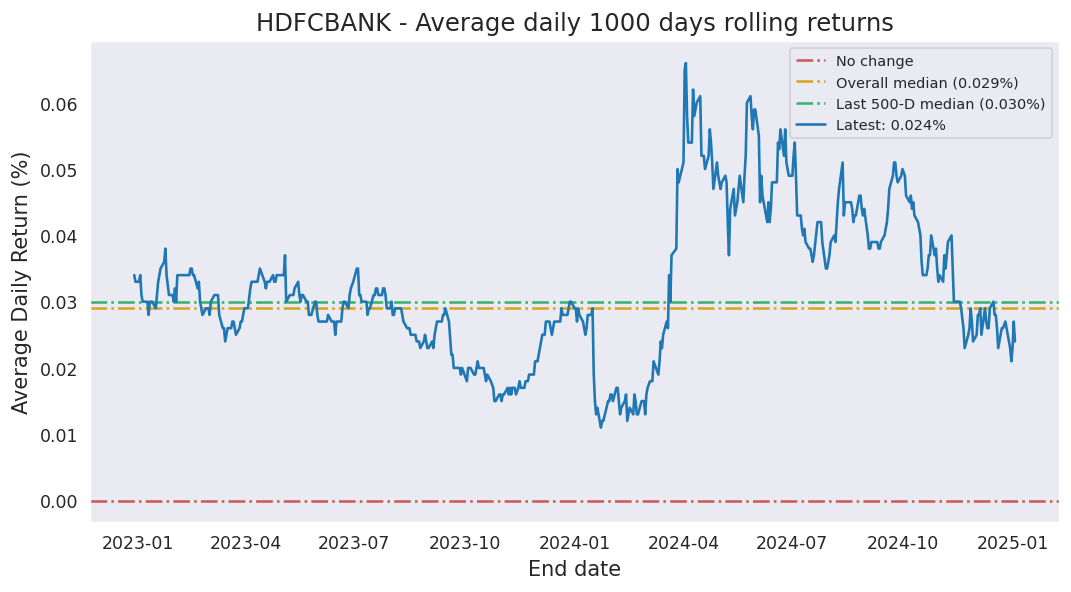 HDFCBANK - Average daily 1000 days rolling returns
No change
Overall median (0.029%)
Last 500-D median (0.030%)
Latest: 0.024%
Average Daily Return (%)
0.06
0.05
0.04
0.03
0.02
0.01
0.00
2023-01 2023-04 2023-07 2023-10 2024-01 2024-04 2024-07 2024-10 2025-01
End date